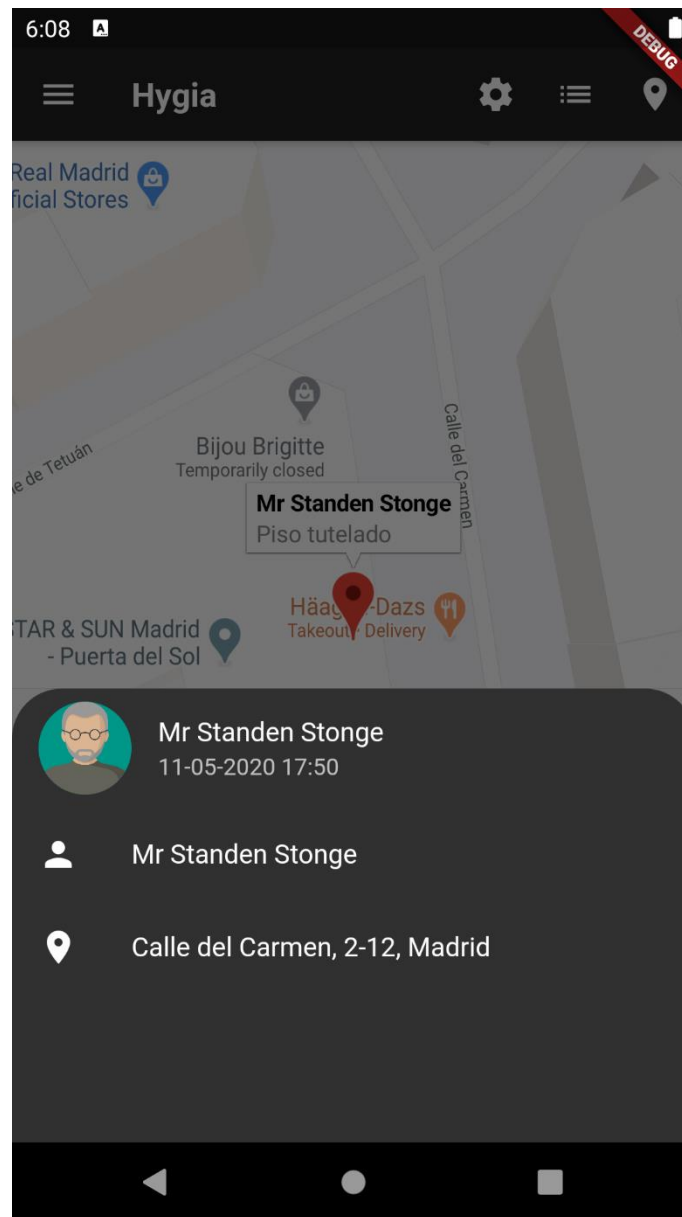 6:08
DEBUG
Hygia
Real Madrid
ficial Stores
Calle del Carmen
e de Tetuán
Bijou Brigitte
Temporarily closed
Mr Standen Stonge
Piso tutelado
Häag -Dazs
Takeout Delivery
TAR & SUN Madrid
- Puerta del Sol
Mr Standen Stonge
11-05-2020 17:50
Mr Standen Stonge
Calle del Carmen, 2-12, Madrid